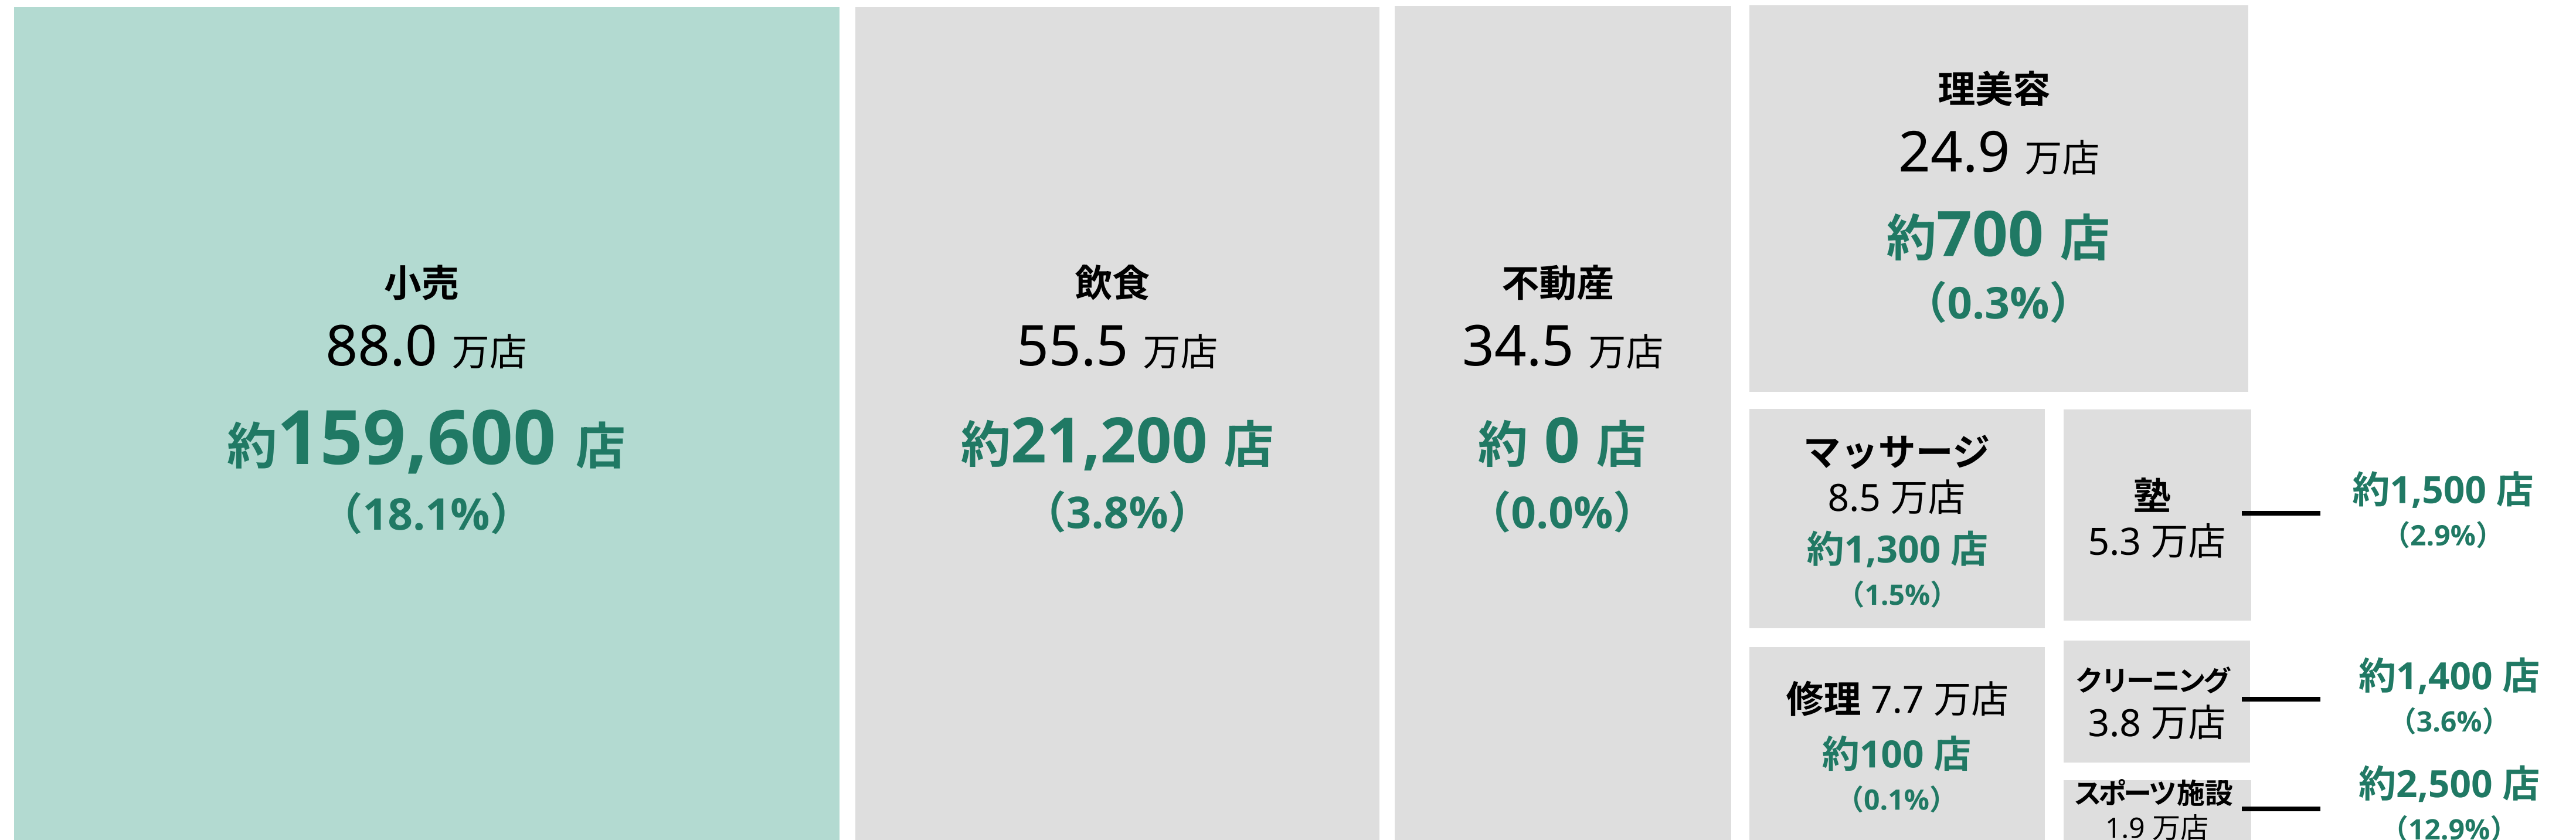 小売
88.0 万店
約159,600 店
（18.1%）
飲食
55.5 万店
約21,200 店
（3.8%）
不動産
34.5 万店
約 0 店
（0.0%）
理美容
24.9 万店
約700 店
（0.3%）
マッサージ
8.5 万店
約1,300 店
（1.5%）
塾
5.3 万店
約1,500 店
（2.9%）
修理 7.7 万店
約100 店
（0.1%）
クリーニング
3.8 万店
約1,400 店
（3.6%）
スポーツ施設
1.9 万店
約2,500 店
（12.9%）